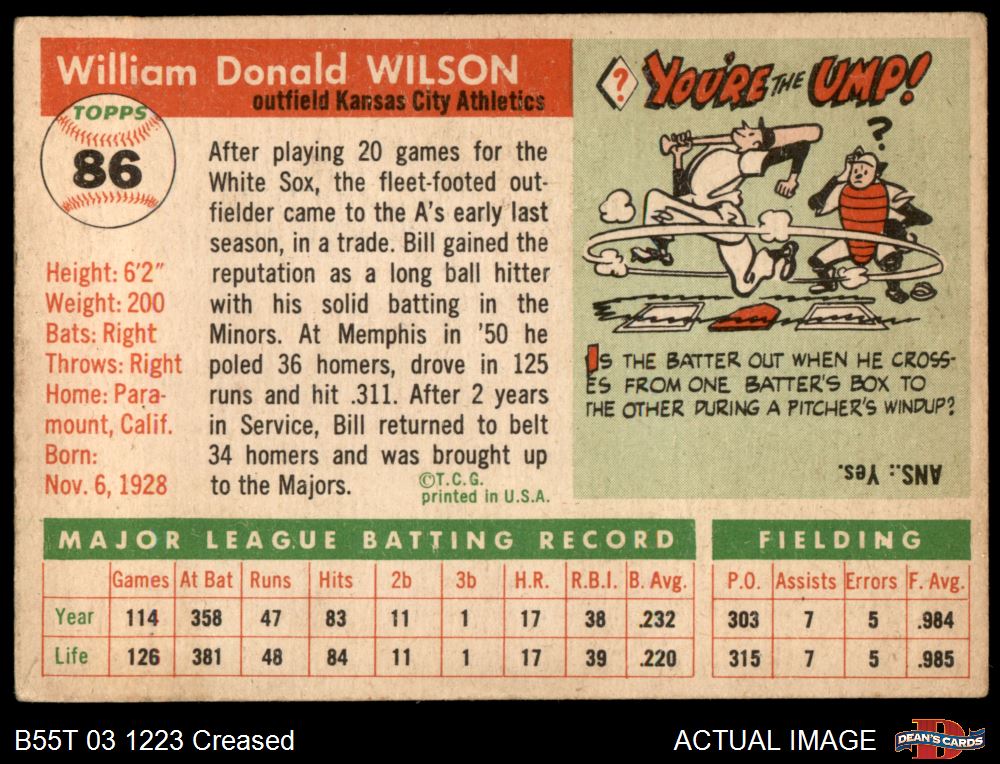 William Donald WILSON
outfield Kansas City Athletics
TOPPS
86
Height: 6'2"
Weight: 200
Bats: Right
Throws: Right
Home: Para-
mount, Calif.
Born:
Nov. 6, 1928
After playing 20 games for the
White Sox, the fleet-footed out-
fielder came to the A's early last
season, in a trade. Bill gained the
reputation as a long ball hitter
with his solid batting in the
Minors. At Memphis in '50 he
poled 36 homers, drove in 125
runs and hit .311. After 2 years
in Service, Bill returned to belt
34 homers and was brought up
to the Majors.
©T.C.G.
printed in U.S.A.
? YOU'RE THE UMP!
?
IS THE BATTER OUT WHEN HE CROSS-
ES FROM ONE BATTER'S BOX TO
THE OTHER DURING A PITCHER'S WINDUP?
ANS.: Yes.
MAJOR LEAGUE BATTING RECORD FIELDING
Games At Bat Runs Hits 2b 3b H.R. R.B.I. B. Avg. P.O. Assists Errors F. Avg.
Year 114 358 47 83 11 1 17 38 .232 303 7 5 .984
Life 126 381 48 84 11 1 17 39 .220 315 7 5 .985
B55T 03 1223 Creased ACTUAL IMAGE
DEAN'S CARDS